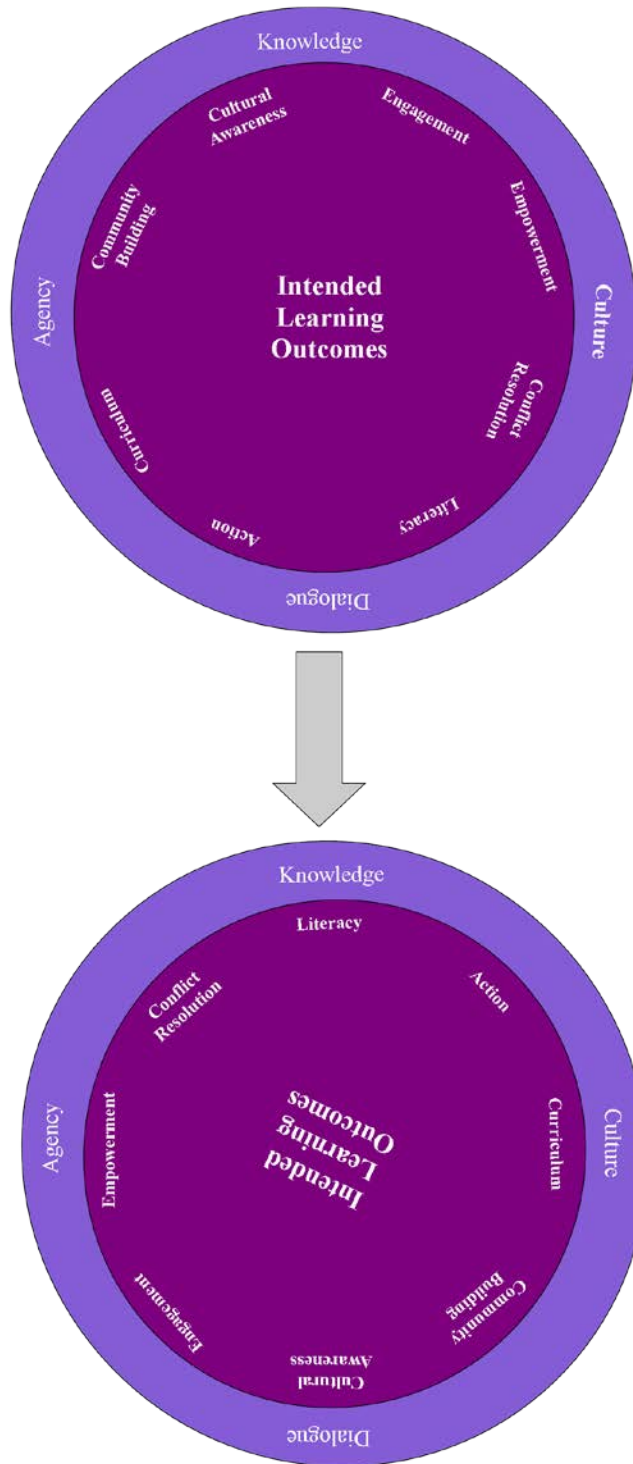 Knowledge
Cultural
Awareness
Engagement
Community
Building
Empowerment
Intended
Learning
Outcomes
Agency
Culture
Conflict
Resolution
Curriculum
Literacy
Action
Dialogue
Knowledge
Literacy
Conflict
Resolution
Action
Empowerment
Curriculum
Agency
Culture
Intended
Learning
Outcomes
Engagement
Community
Building
Cultural
Awareness
Dialogue